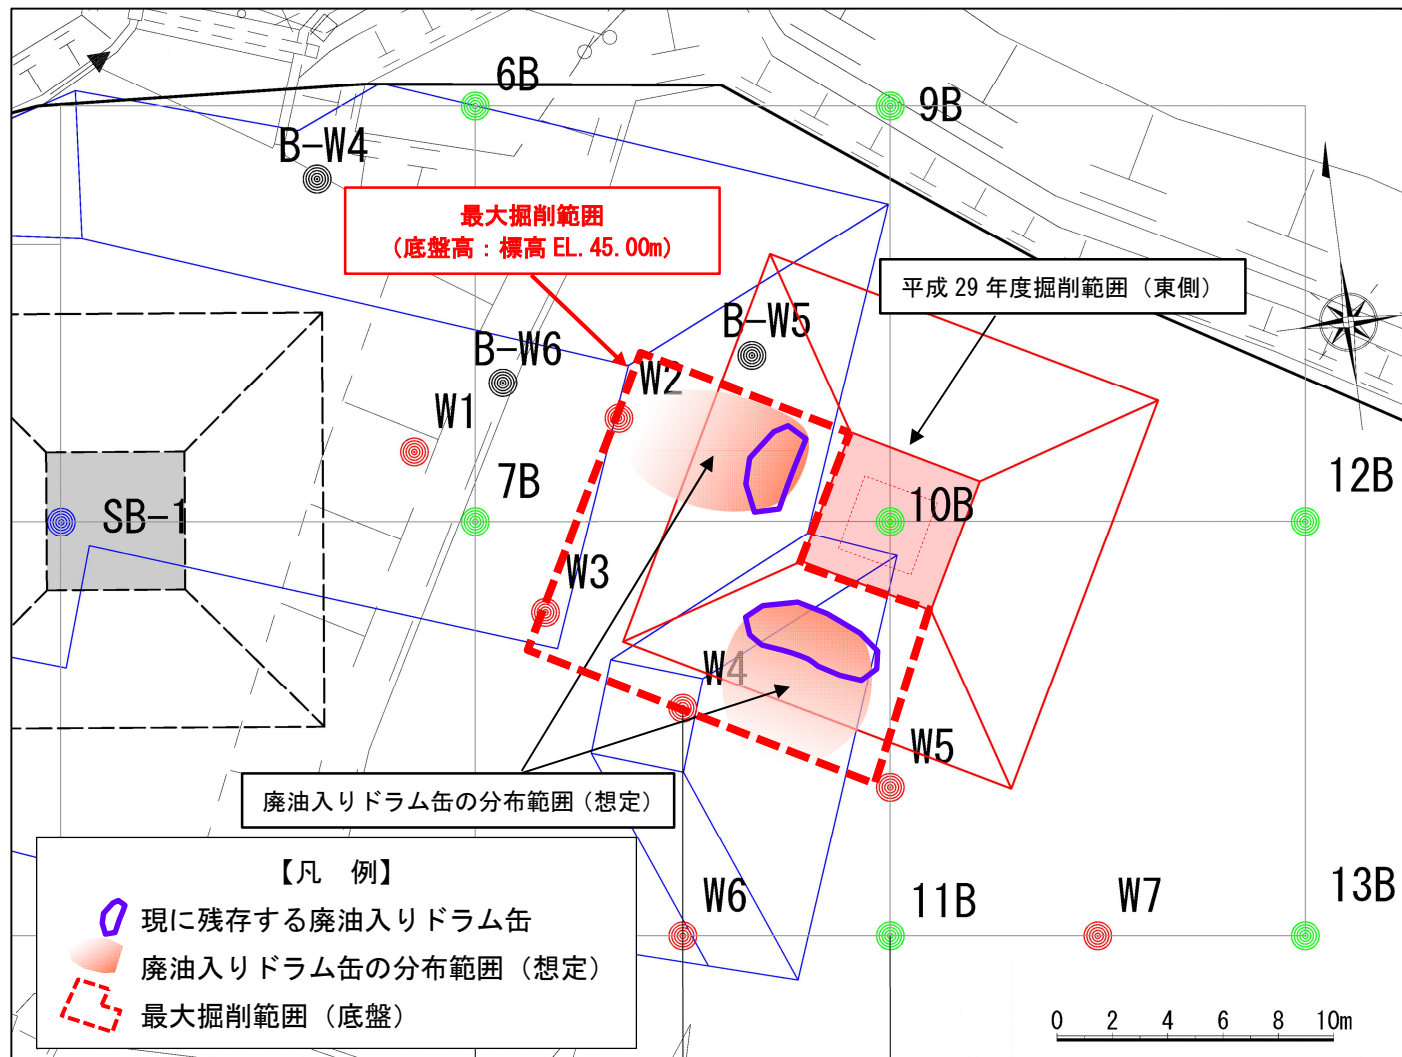 6B
9B
B-W4
最大掘削範囲
(底盤高：標高 EL.45.00m)
平成 29 年度掘削範囲（東側）
B-W5
B-W6
W2
W1
7B
10B
12B
SB-1
W3
W4
W5
廃油入りドラム缶の分布範囲（想定）
【凡　例】
現に残存する廃油入りドラム缶
廃油入りドラム缶の分布範囲（想定）
最大掘削範囲（底盤）
W6
11B
W7
13B
0 2 4 6 8 10m